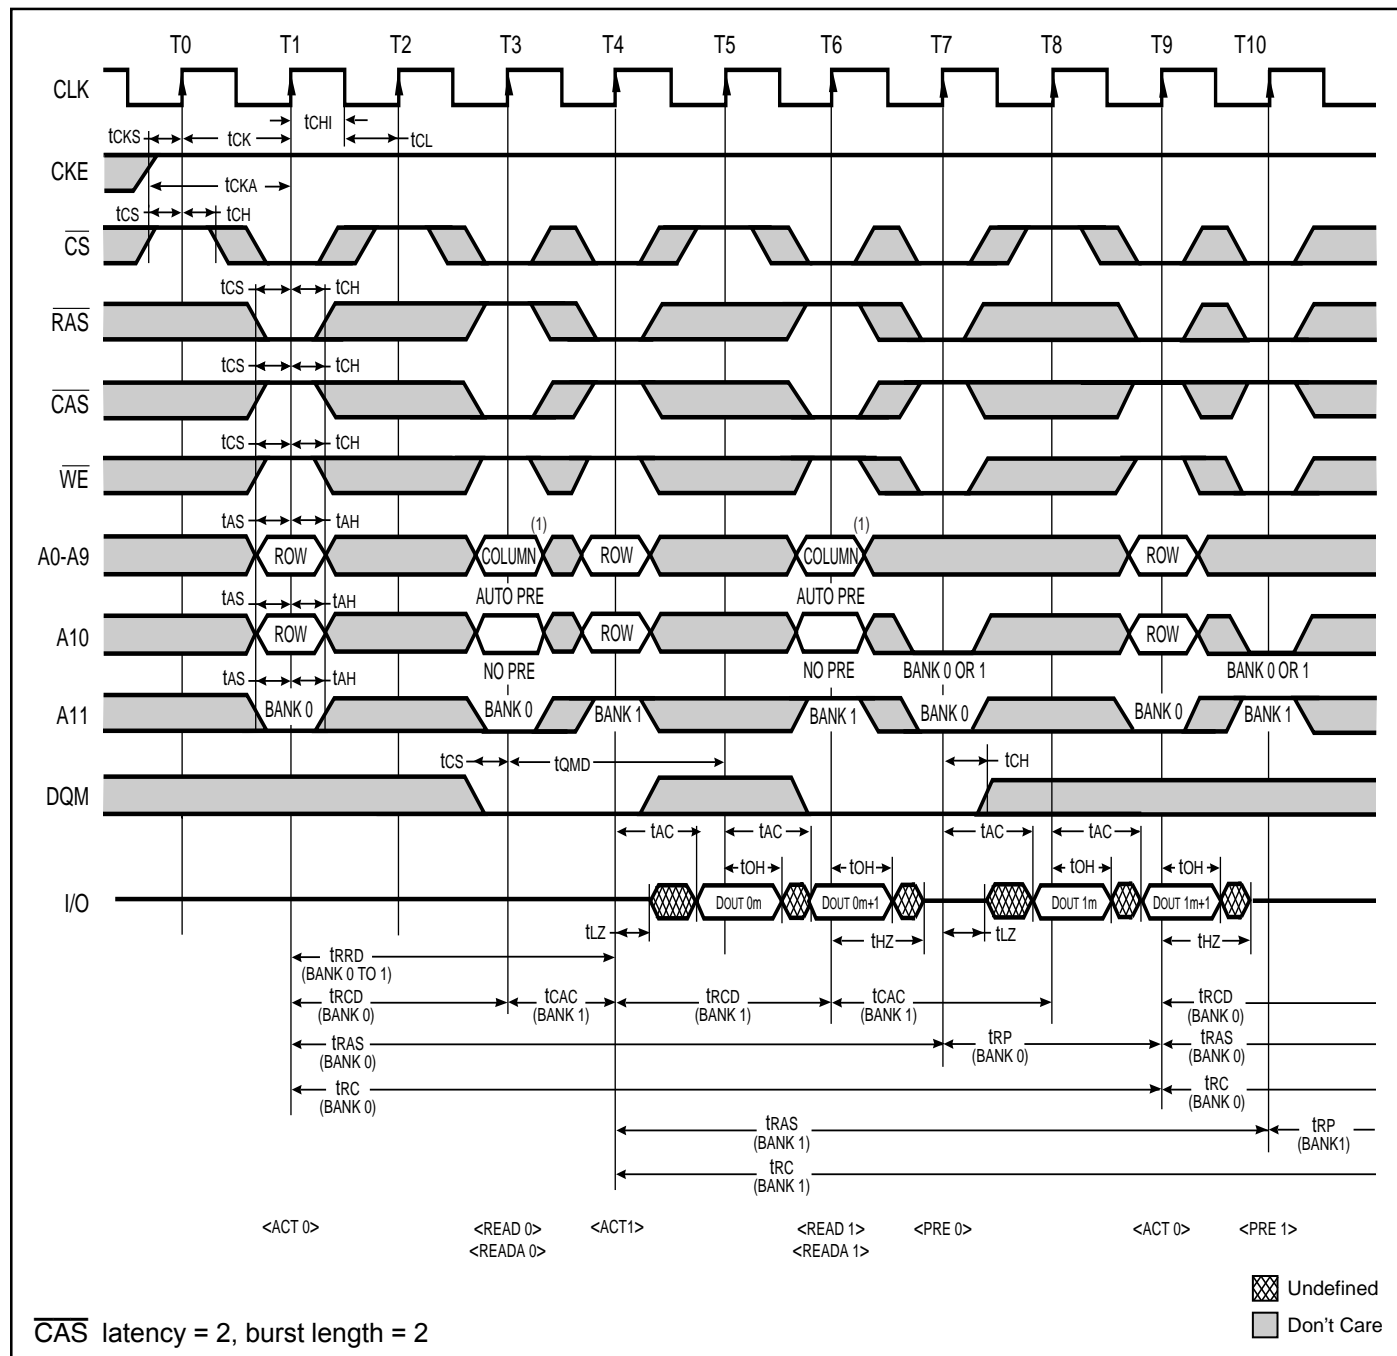 T0 T1 T2 T3 T4 T5 T6 T7 T8 T9 T10
CLK
tCHI
tCKS tCK tCL
CKE
tCKA
tCS tCH
CS
tCS tCH
RAS
tCS tCH
CAS
tCS tCH
WE
tAS tAH (1) (1)
A0-A9 ROW COLUMN ROW COLUMN ROW
AUTO PRE AUTO PRE
tAS tAH
A10 ROW ROW ROW
NO PRE NO PRE BANK 0 OR 1 BANK 0 OR 1
tAS tAH
A11 BANK 0 BANK 0 BANK 1 BANK 1 BANK 0 BANK 0 BANK 1
tCS tQMD tCH
DQM
tAC tAC tAC tAC
tOH tOH tOH tOH
I/O DOUT 0m DOUT 0m+1 DOUT 1m DOUT 1m+1
tLZ tHZ tLZ tHZ
tRRD
(BANK 0 TO 1)
tRCD tCAC tRCD tCAC tRCD
(BANK 0) (BANK 1) (BANK 1) (BANK 1) (BANK 0)
tRAS tRP tRAS
(BANK 0) (BANK 0) (BANK 0)
tRC tRC
(BANK 0) (BANK 0)
tRAS tRP
(BANK 1) (BANK1)
tRC
(BANK 1)
<ACT 0> <READ 0> <ACT1> <READ 1> <PRE 0> <ACT 0> <PRE 1>
<READA 0> <READA 1>
Undefined
Don't Care
CAS latency = 2, burst length = 2